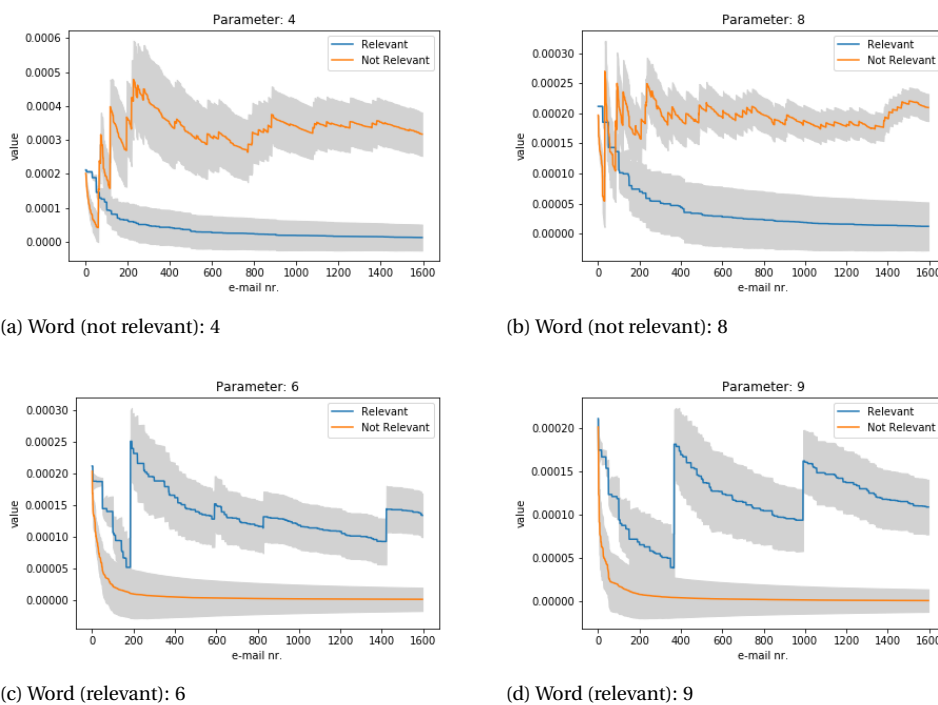 Parameter: 4
Relevant
Not Relevant
0.0006
0.0005
0.0004
0.0003
0.0002
0.0001
0.0000
value
0 200 400 600 800 1000 1200 1400 1600
e-mail nr.
(a) Word (not relevant): 4
Parameter: 8
Relevant
Not Relevant
0.00030
0.00025
0.00020
0.00015
0.00010
0.00005
0.00000
value
0 200 400 600 800 1000 1200 1400 1600
e-mail nr.
(b) Word (not relevant): 8
Parameter: 6
Relevant
Not Relevant
0.00030
0.00025
0.00020
0.00015
0.00010
0.00005
0.00000
value
0 200 400 600 800 1000 1200 1400 1600
e-mail nr.
(c) Word (relevant): 6
Parameter: 9
Relevant
Not Relevant
0.00020
0.00015
0.00010
0.00005
0.00000
value
0 200 400 600 800 1000 1200 1400 1600
e-mail nr.
(d) Word (relevant): 9